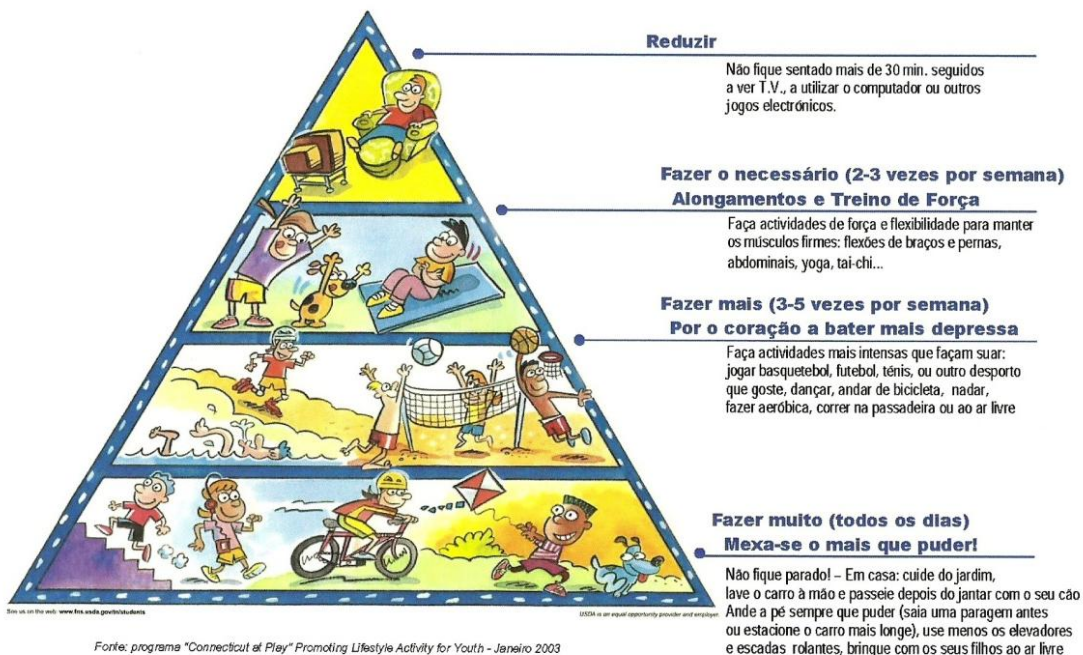 Reduzir
Não fique sentado mais de 30 min. seguidos
a ver T.V., a utilizar o computador ou outros
jogos electrónicos.
Fazer o necessário (2-3 vezes por semana)
Alongamentos e Treino de Força
Faça actividades de força e flexibilidade para manter
os músculos firmes: flexões de braços e pernas,
abdominais, yoga, tai-chi...
Fazer mais (3-5 vezes por semana)
Por o coração a bater mais depressa
Faça actividades mais intensas que façam suar:
jogar basquetebol, futebol, ténis, ou outro desporto
que goste, dançar, andar de bicicleta, nadar,
fazer aeróbica, correr na passadeira ou ao ar livre
Fazer muito (todos os dias)
Mexa-se o mais que puder!
Não fique parado! – Em casa: cuide do jardim,
lave o carro à mão e passeie depois do jantar com o seu cão
Ande a pé sempre que puder (saia uma paragem antes
ou estacione o carro mais longe), use menos os elevadores
e escadas rolantes, brinque com os seus filhos ao ar livre
See us on the web: www.fns.usda.gov/tn/students
USDA is an equal opportunity provider and employer.
Fonte: programa "Connecticut at Play" Promoting Lifestyle Activity for Youth - Janeiro 2003